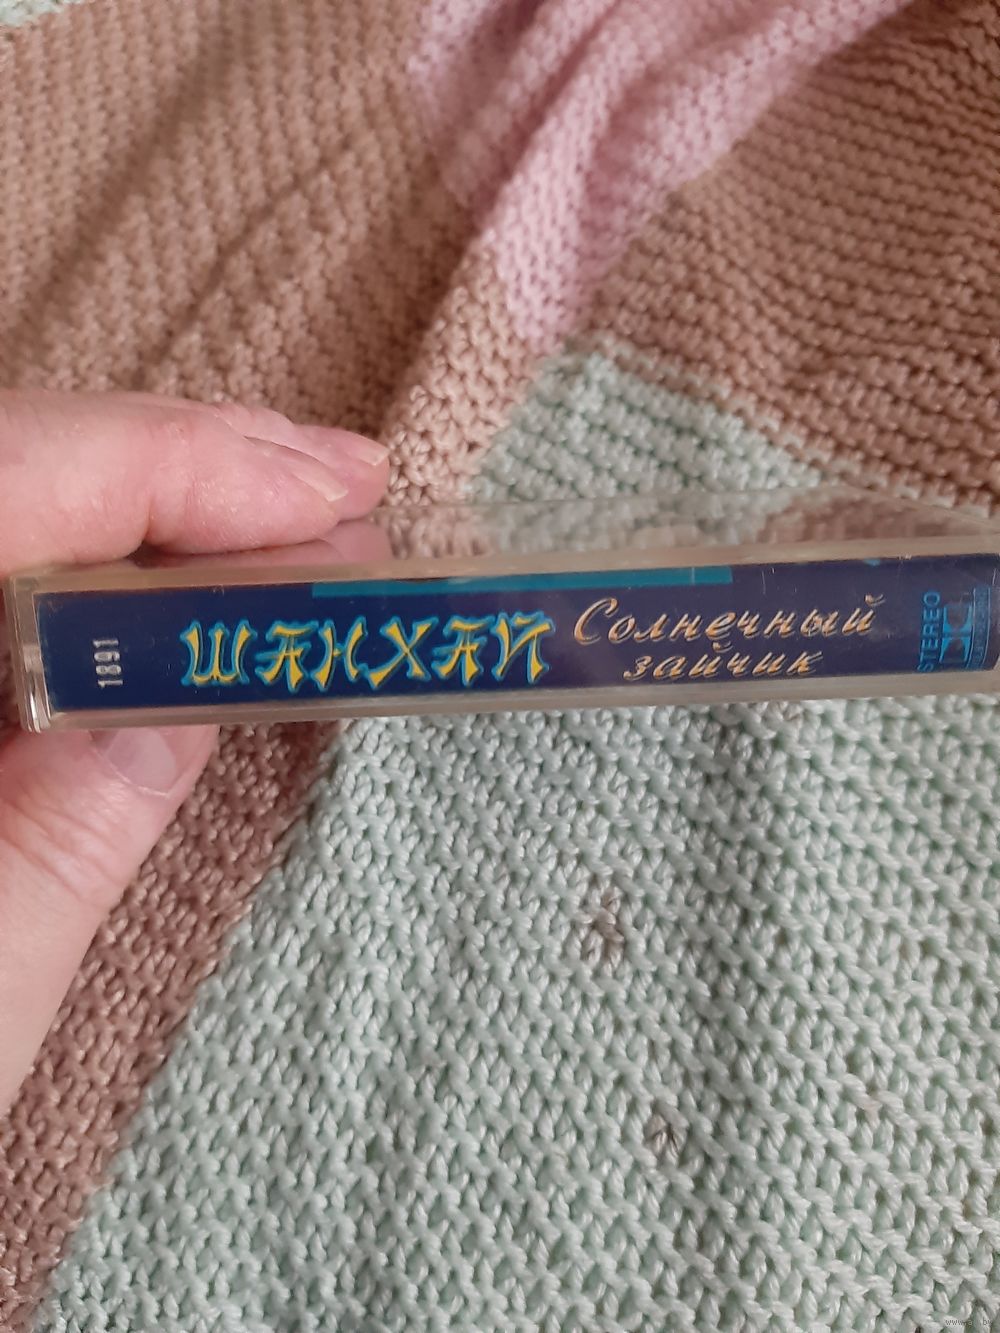 1891
ШАНХАЙ
Солнечный
зайчик
STEREO